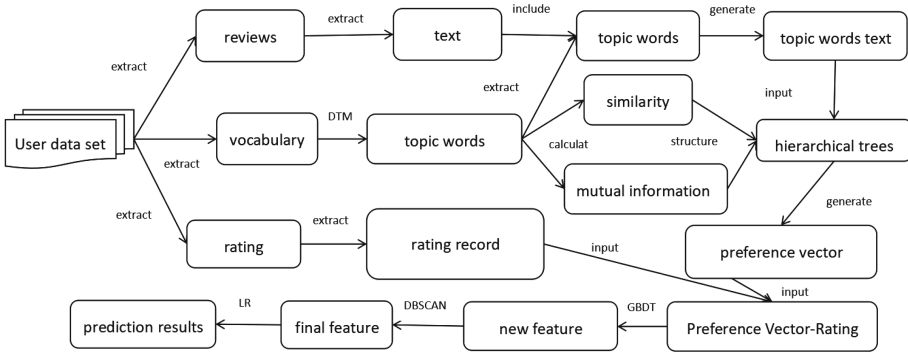 include
generate
extract
reviews
text
topic words
topic words text
extract
extract
input
similarity
User data set
vocabulary
DTM
topic words
calculat
structure
hierarchical trees
extract
mutual information
extract
extract
generate
rating
rating record
input
preference vector
input
LR
DBSCAN
GBDT
prediction results
final feature
new feature
Preference Vector-Rating